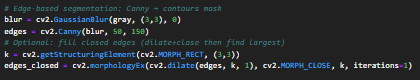 # Edge-based segmentation: Canny → contours mask
blur = cv2.GaussianBlur(gray, (3,3), 0)
edges = cv2.Canny(blur, 50, 150)
# Optional: fill closed edges (dilate+close then find largest)
k = cv2.getStructuringElement(cv2.MORPH_RECT, (3,3))
edges_closed = cv2.morphologyEx(cv2.dilate(edges, k, 1), cv2.MORPH_CLOSE, k, iterations=1)